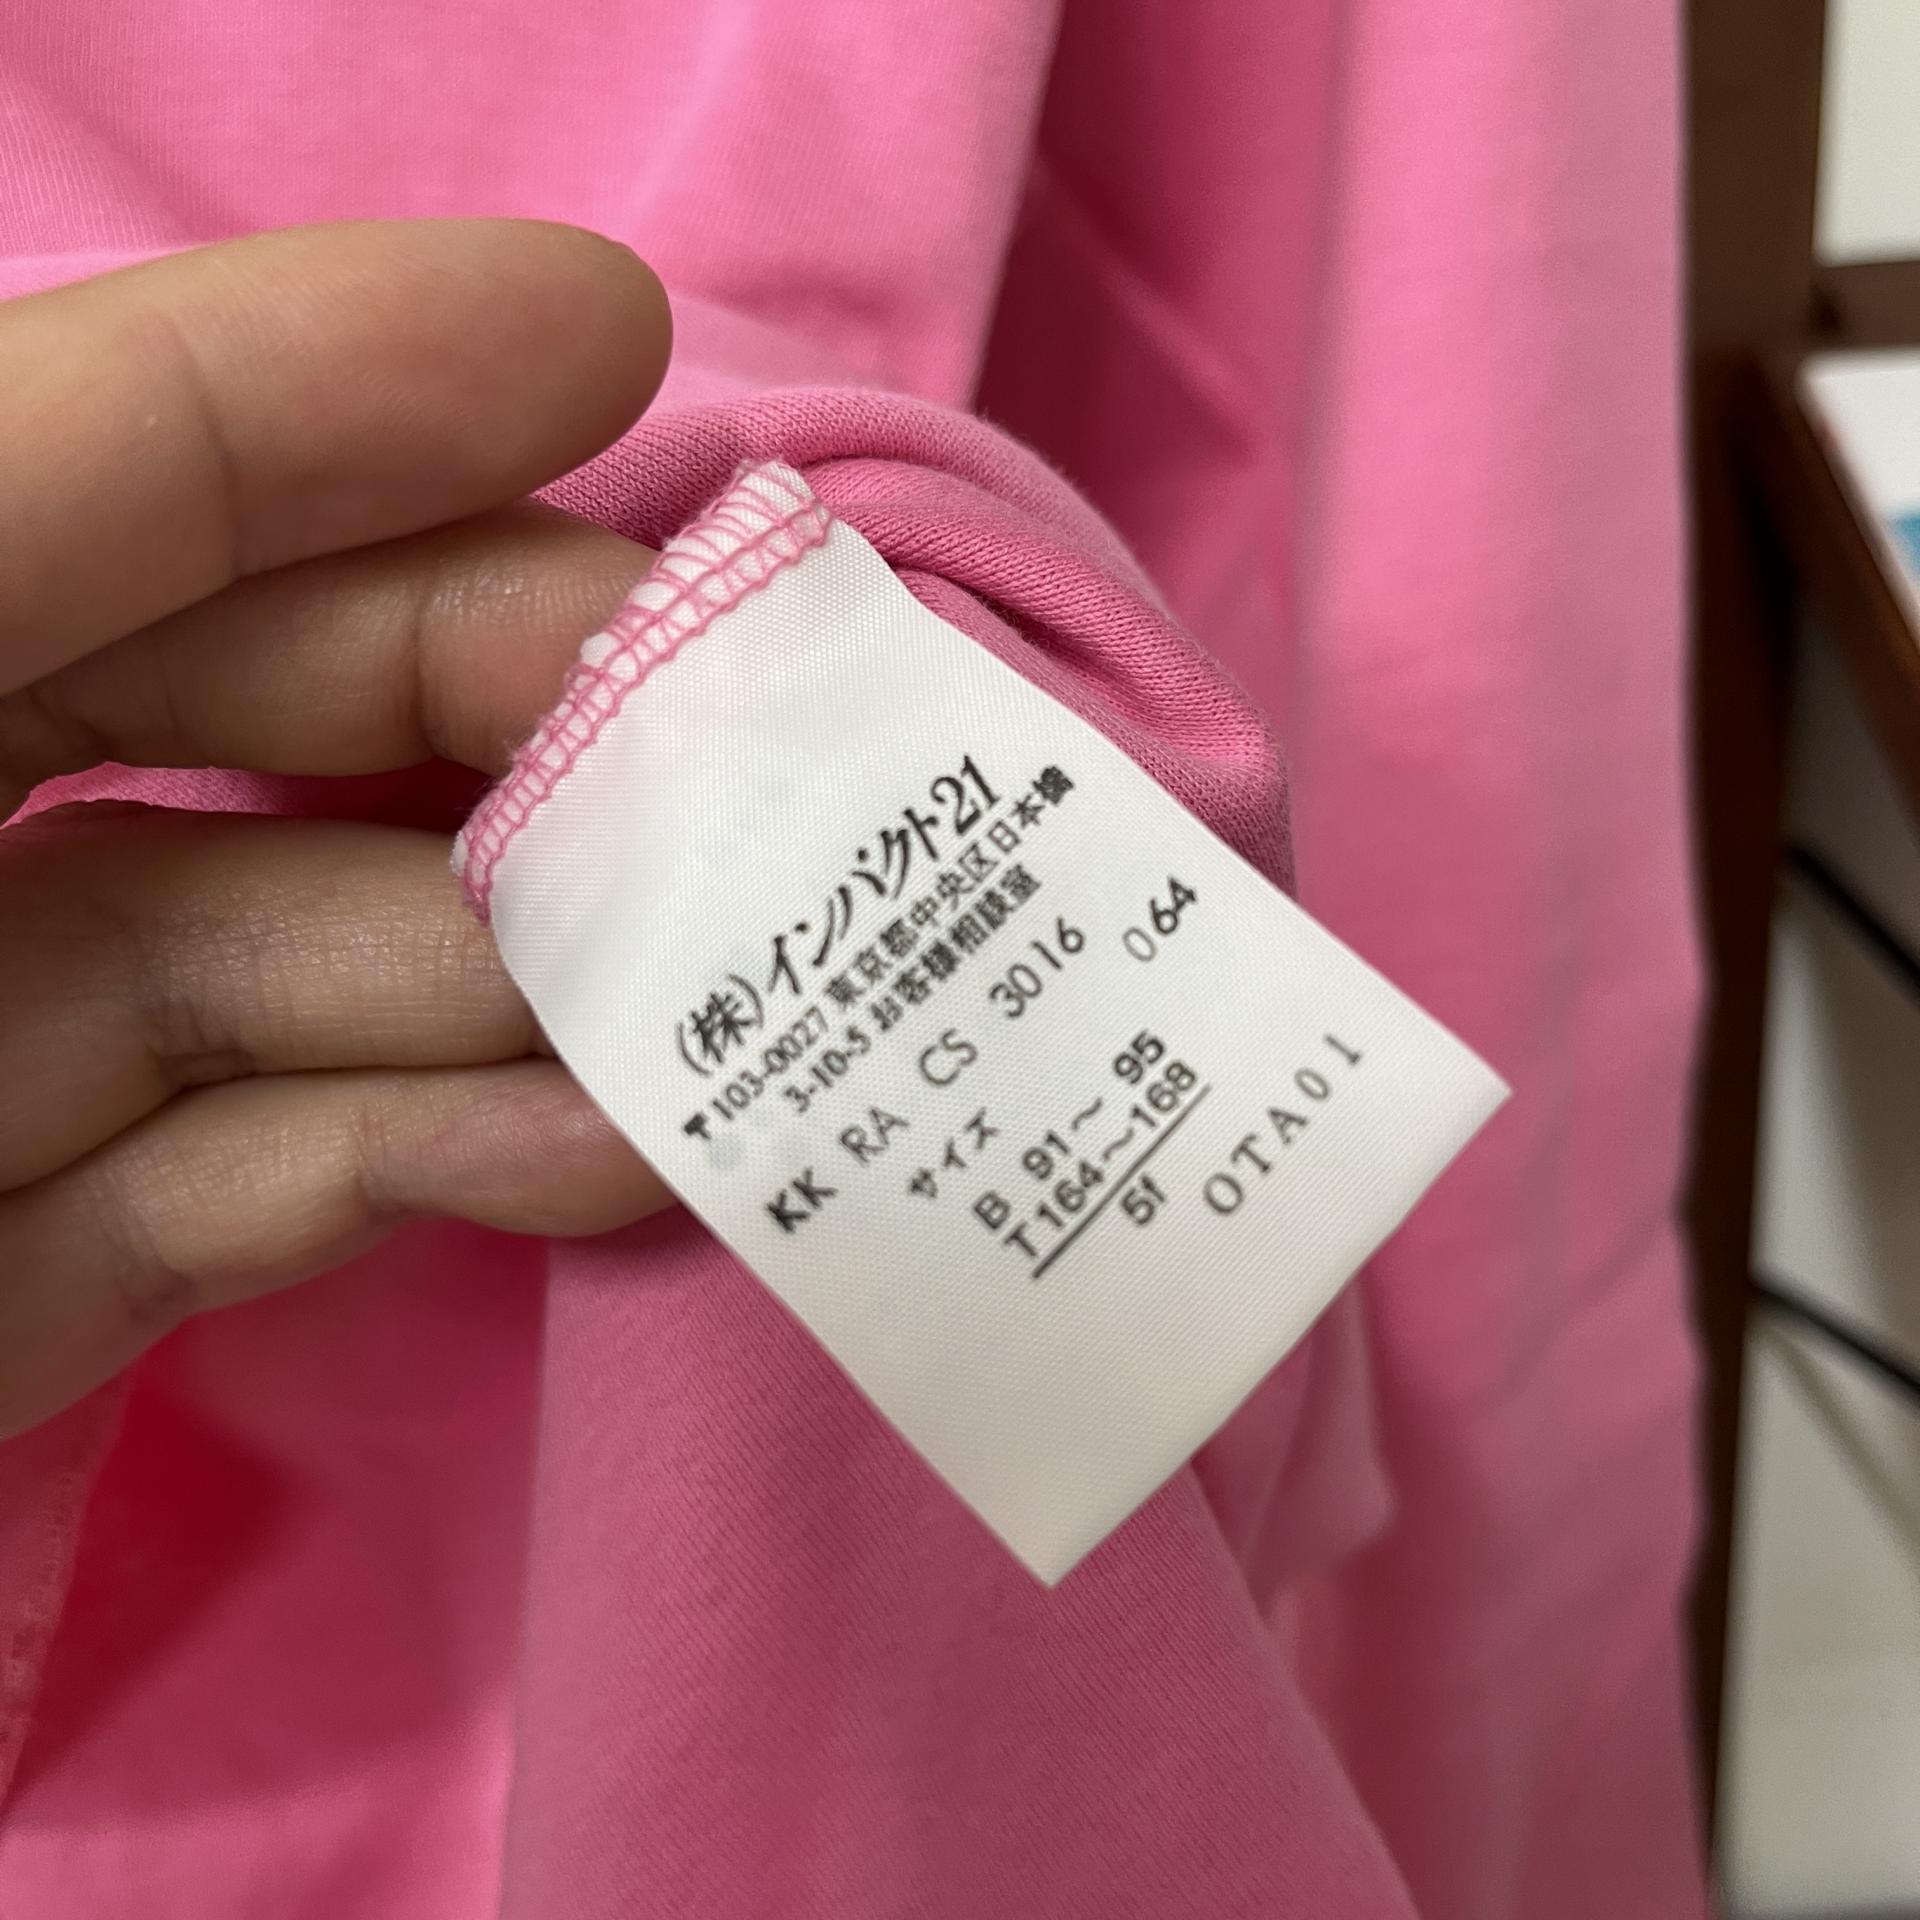 (株)インパクト21
〒103-0027 東京都中央区日本橋
3-10-5 お客様相談室
KK RA CS 3016 064
サイズ
B 91～95
T164～168
5f
OTA01